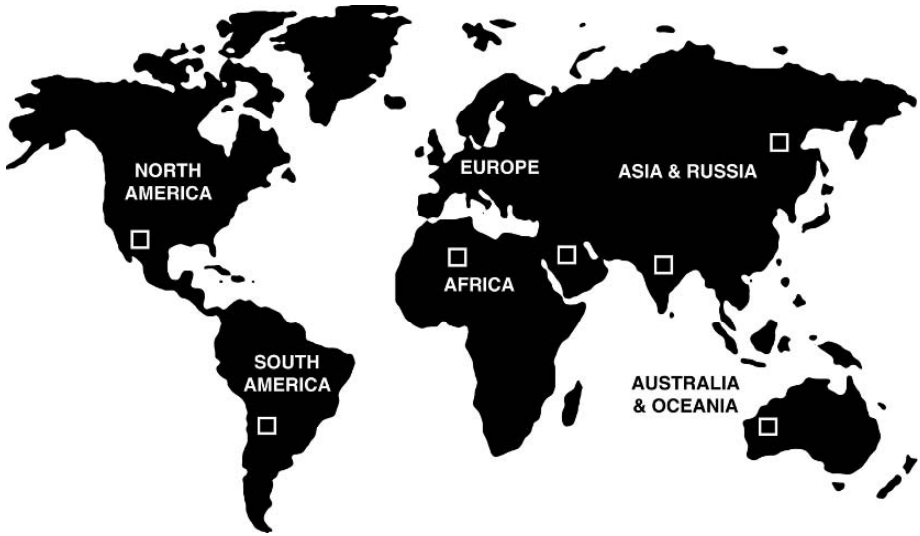 NORTH
AMERICA
EUROPE
ASIA & RUSSIA
AFRICA
SOUTH
AMERICA
AUSTRALIA
& OCEANIA